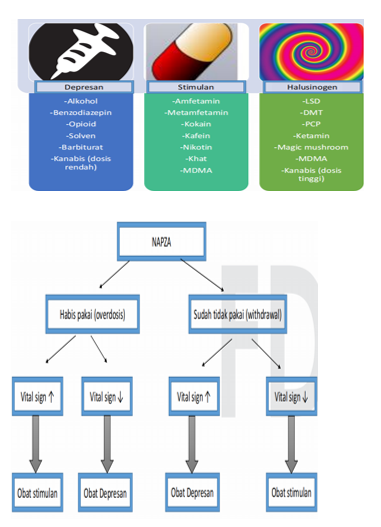 Depresan
-Alkohol
-Benzodiazepin
-Opioid
-Solven
-Barbiturat
-Kanabis (dosis
rendah)
Stimulan
-Amfetamin
-Metamfetamin
-Kokain
-Kafein
-Nikotin
-Khat
-MDMA
Halusinogen
-LSD
-DMT
-PCP
-Ketamin
-Magic mushroom
-MDMA
-Kanabis (dosis
tinggi)
NAPZA
Habis pakai (overdosis)
Sudah tidak pakai (withdrawal)
Vital sign ↑
Vital sign ↓
Vital sign ↑
Vital sign ↓
Obat stimulan
Obat Depresan
Obat Depresan
Obat stimulan